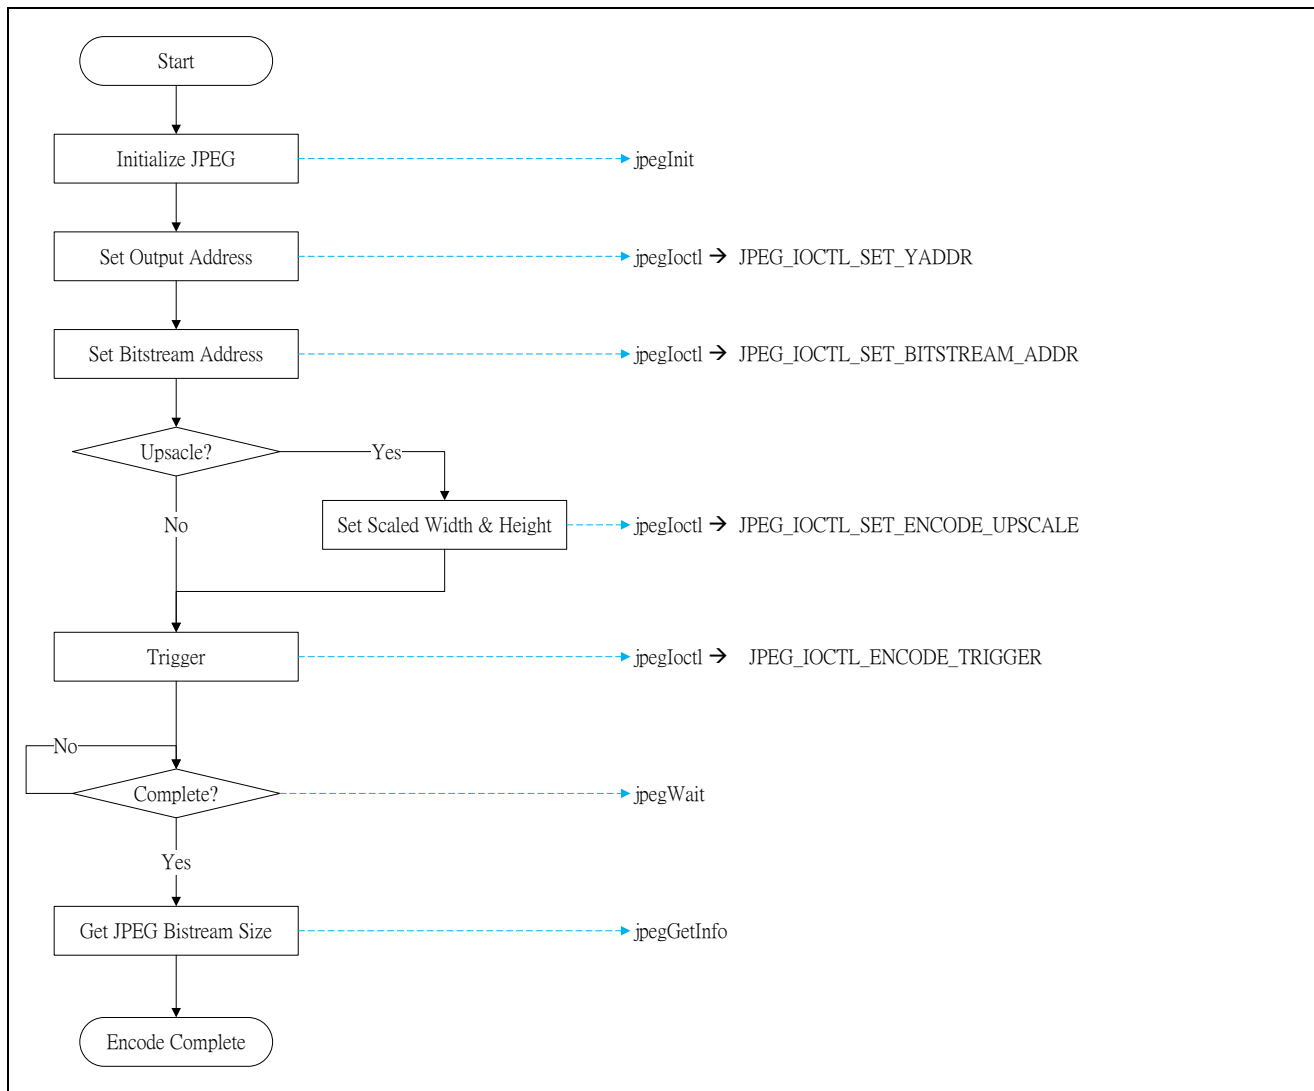 Start
Initialize JPEG
jpegInit
Set Output Address
jpegIoctl → JPEG_IOCTL_SET_YADDR
Set Bitstream Address
jpegIoctl → JPEG_IOCTL_SET_BITSTREAM_ADDR
Upsacle?
Yes
No
Set Scaled Width & Height
jpegIoctl → JPEG_IOCTL_SET_ENCODE_UPSCALE
Trigger
jpegIoctl → JPEG_IOCTL_ENCODE_TRIGGER
No
Complete?
jpegWait
Yes
Get JPEG Bistream Size
jpegGetInfo
Encode Complete